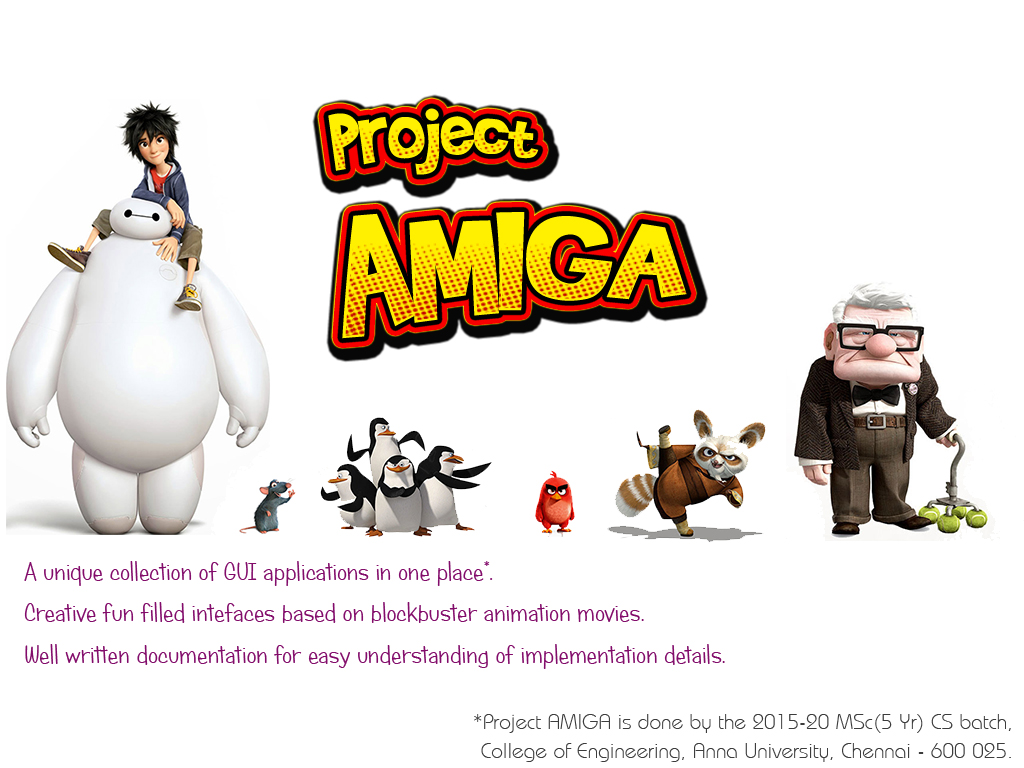 Project
AMIGA
A unique collection of GUI applications in one place*.
Creative fun filled intefaces based on blockbuster animation movies.
Well written documentation for easy understanding of implementation details.
*Project AMIGA is done by the 2015-20 MSc(5 Yr) CS batch,
College of Engineering, Anna University, Chennai - 600 025.